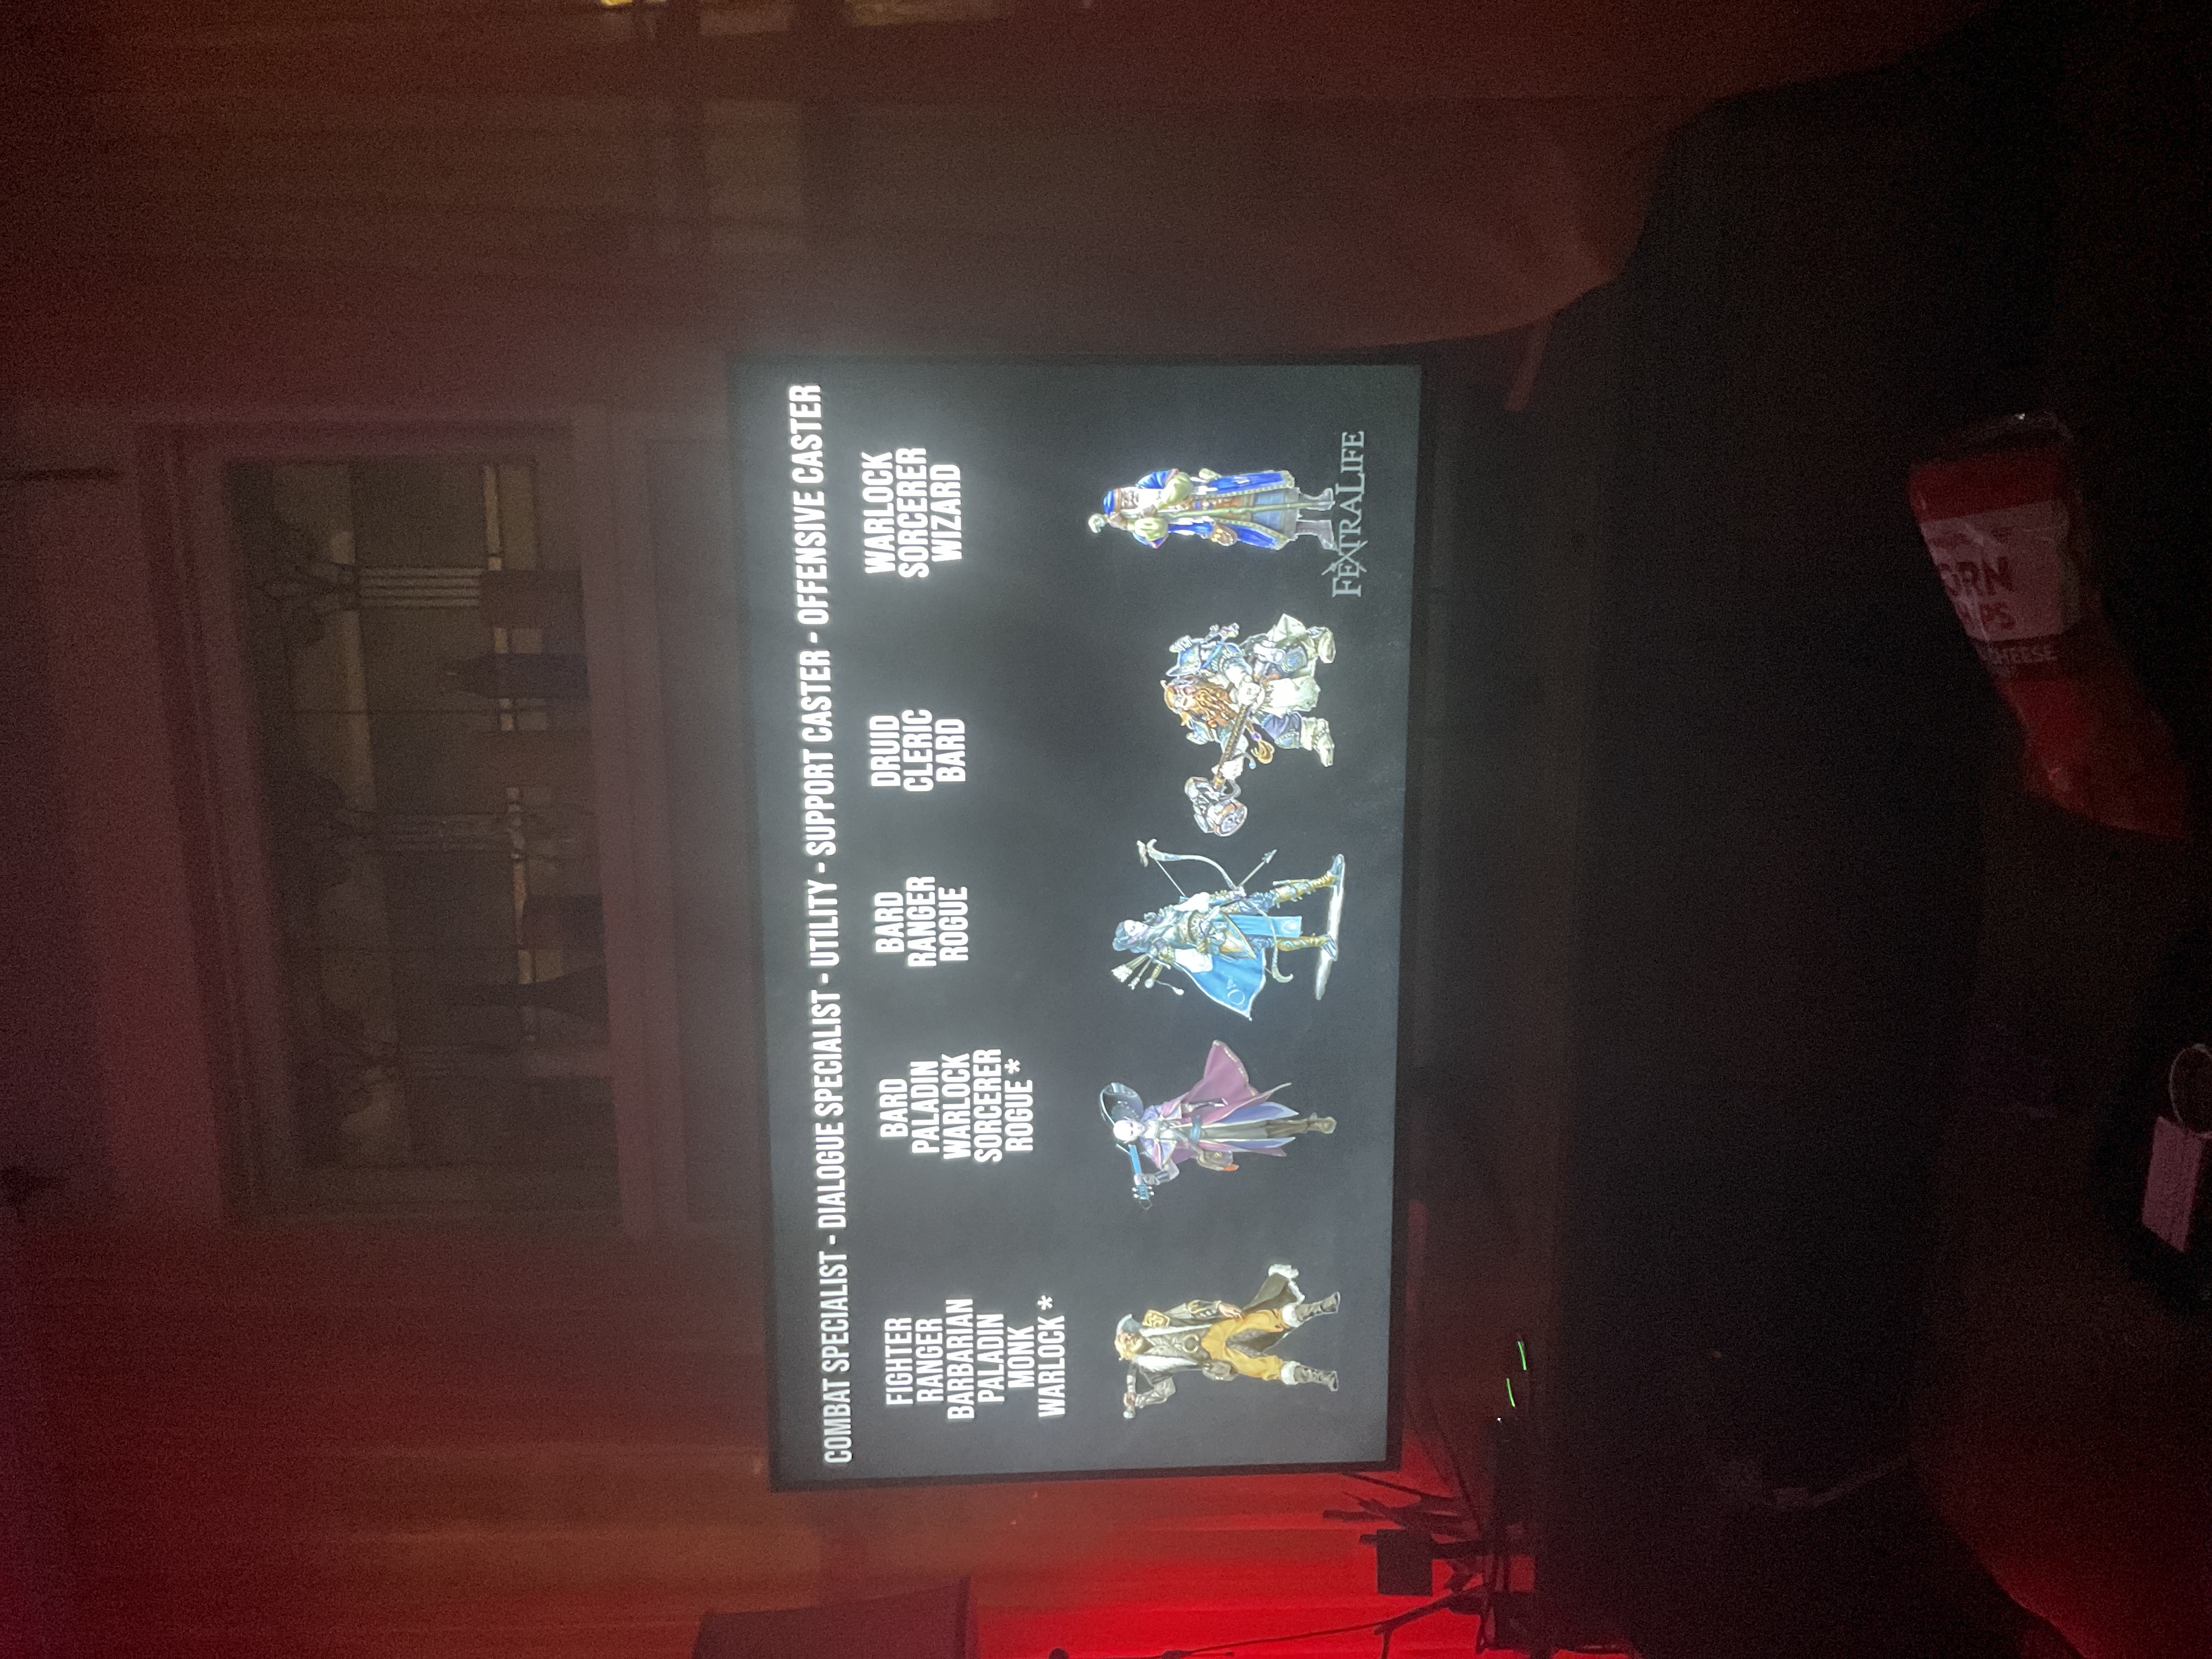 COMBAT SPECIALIST - DIALOGUE SPECIALIST - UTILITY - SUPPORT CASTER - OFFENSIVE CASTER
FIGHTER
RANGER
BARBARIAN
PALADIN
MONK
WARLOCK *
BARD
PALADIN
WARLOCK
SORCERER
ROGUE *
BARD
RANGER
ROGUE
DRUID
CLERIC
BARD
WARLOCK
SORCERER
WIZARD
FEXTRALIFE